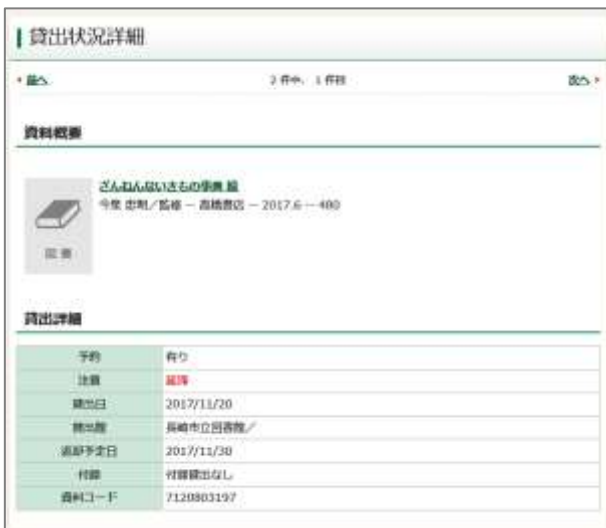 貸出状況詳細
前へ 2 件中、 1 件目 次へ
資料概要
ざんねんないきもの事典 続
今泉 忠明／監修 － 高橋書店 － 2017.6 － 480
図書
貸出詳細
予約 有り
注意 延滞
貸出日 2017/11/20
貸出館 長崎市立図書館／
返却予定日 2017/11/30
付録 付録貸出なし
資料コード 7120803197